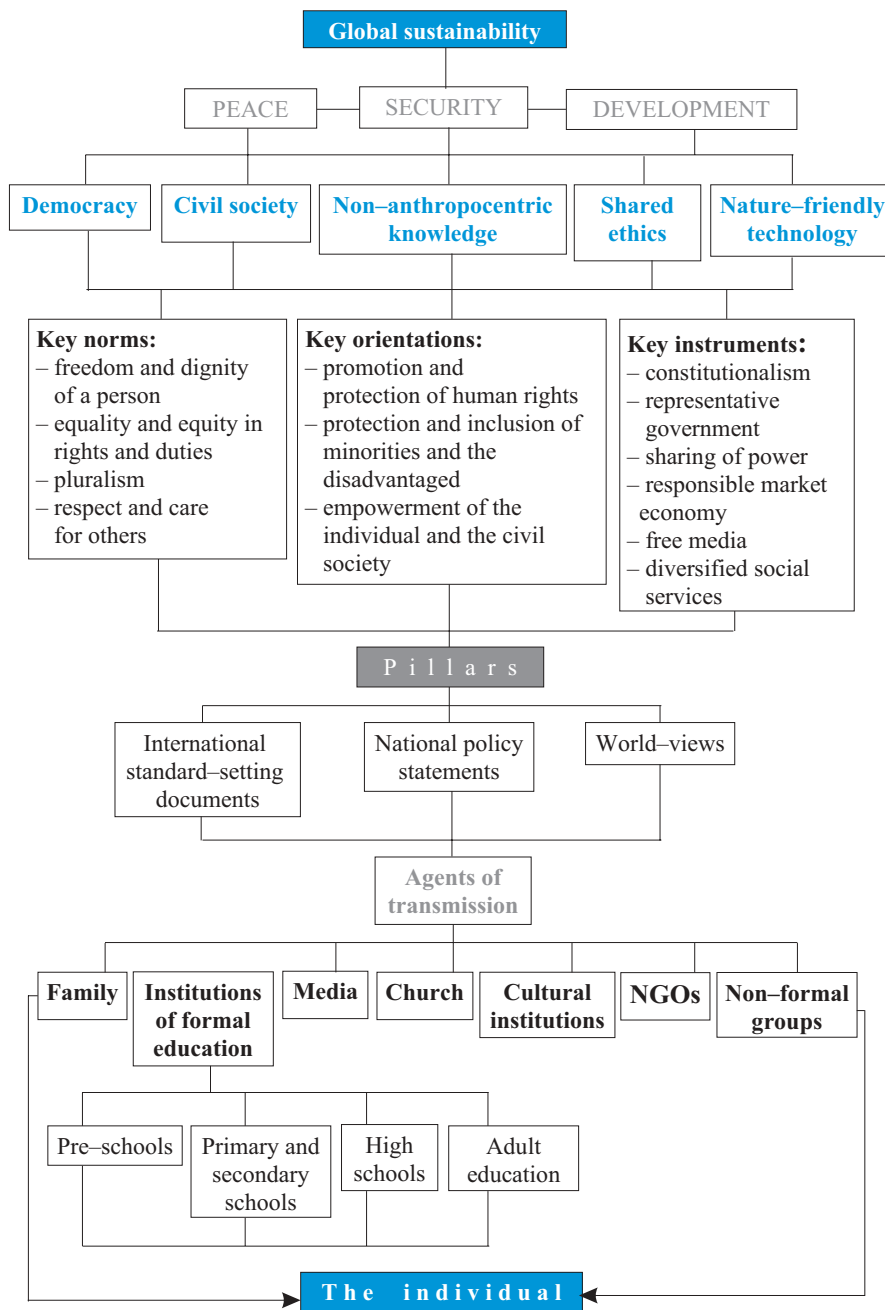 Global sustainability
PEACE
SECURITY
DEVELOPMENT
Democracy
Civil society
Non–anthropocentric
knowledge
Shared
ethics
Nature–friendly
technology
Key norms:
– freedom and dignity
of a person
– equality and equity in
rights and duties
– pluralism
– respect and care
for others
Key orientations:
– promotion and
protection of human rights
– protection and inclusion of
minorities and the
disadvantaged
– empowerment of the
individual and the civil
society
Key instruments:
– constitutionalism
– representative
government
– sharing of power
– responsible market
economy
– free media
– diversified social
services
Pillars
International
standard–setting
documents
National policy
statements
World–views
Agents of
transmission
Family
Institutions
of formal
education
Media
Church
Cultural
institutions
NGOs
Non–formal
groups
Pre–schools
Primary and
secondary
schools
High
schools
Adult
education
The individual